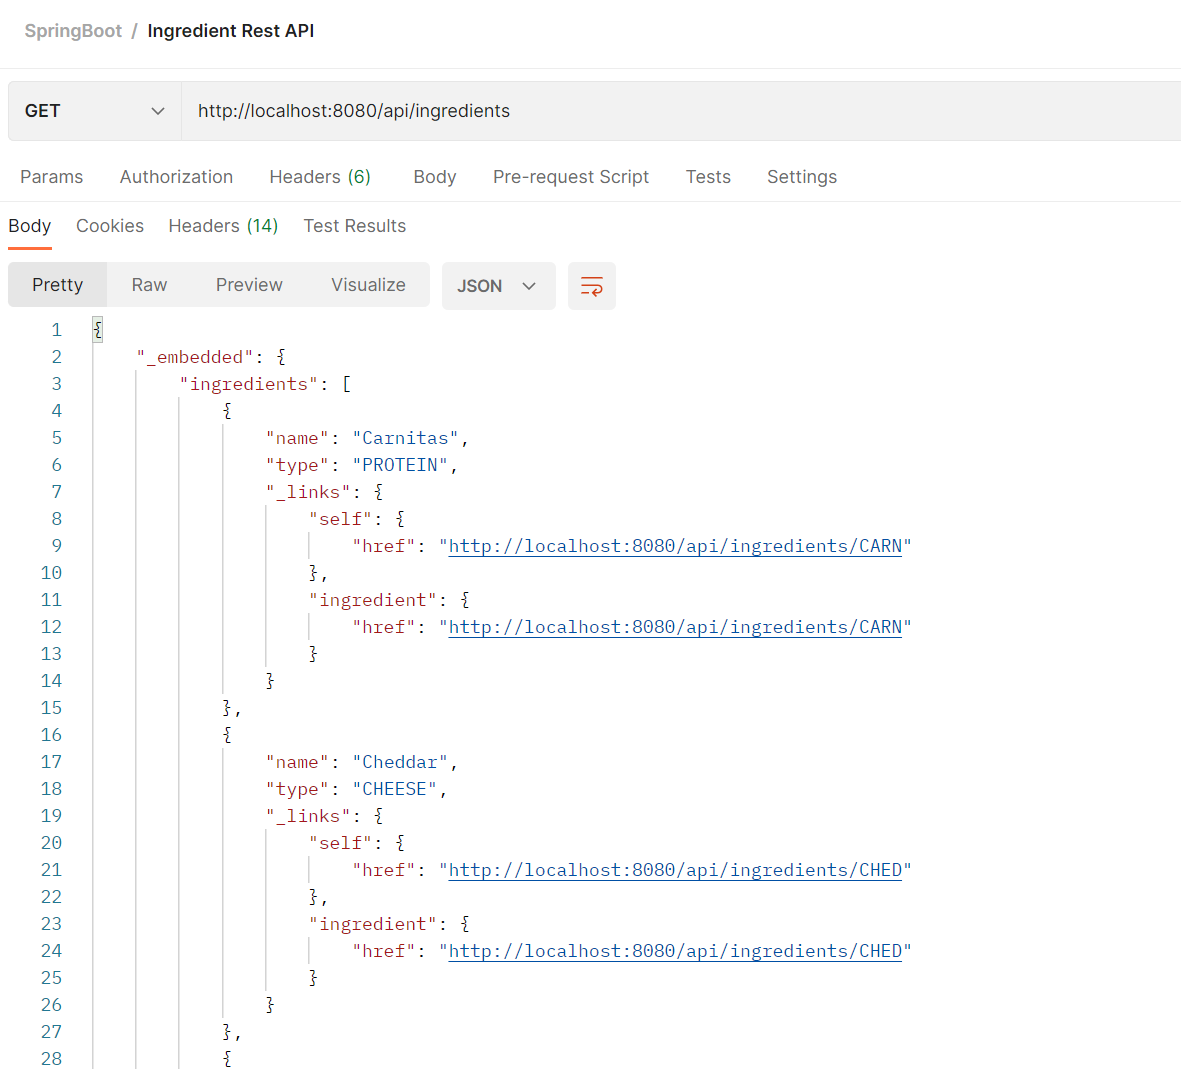 SpringBoot / Ingredient Rest API
GET http://localhost:8080/api/ingredients
Params Authorization Headers (6) Body Pre-request Script Tests Settings
Body Cookies Headers (14) Test Results
Pretty Raw Preview Visualize JSON
1 {
2 "_embedded": {
3 "ingredients": [
4 {
5 "name": "Carnitas",
6 "type": "PROTEIN",
7 "_links": {
8 "self": {
9 "href": "http://localhost:8080/api/ingredients/CARN"
10 },
11 "ingredient": {
12 "href": "http://localhost:8080/api/ingredients/CARN"
13 }
14 }
15 },
16 {
17 "name": "Cheddar",
18 "type": "CHEESE",
19 "_links": {
20 "self": {
21 "href": "http://localhost:8080/api/ingredients/CHED"
22 },
23 "ingredient": {
24 "href": "http://localhost:8080/api/ingredients/CHED"
25 }
26 }
27 },
28 {